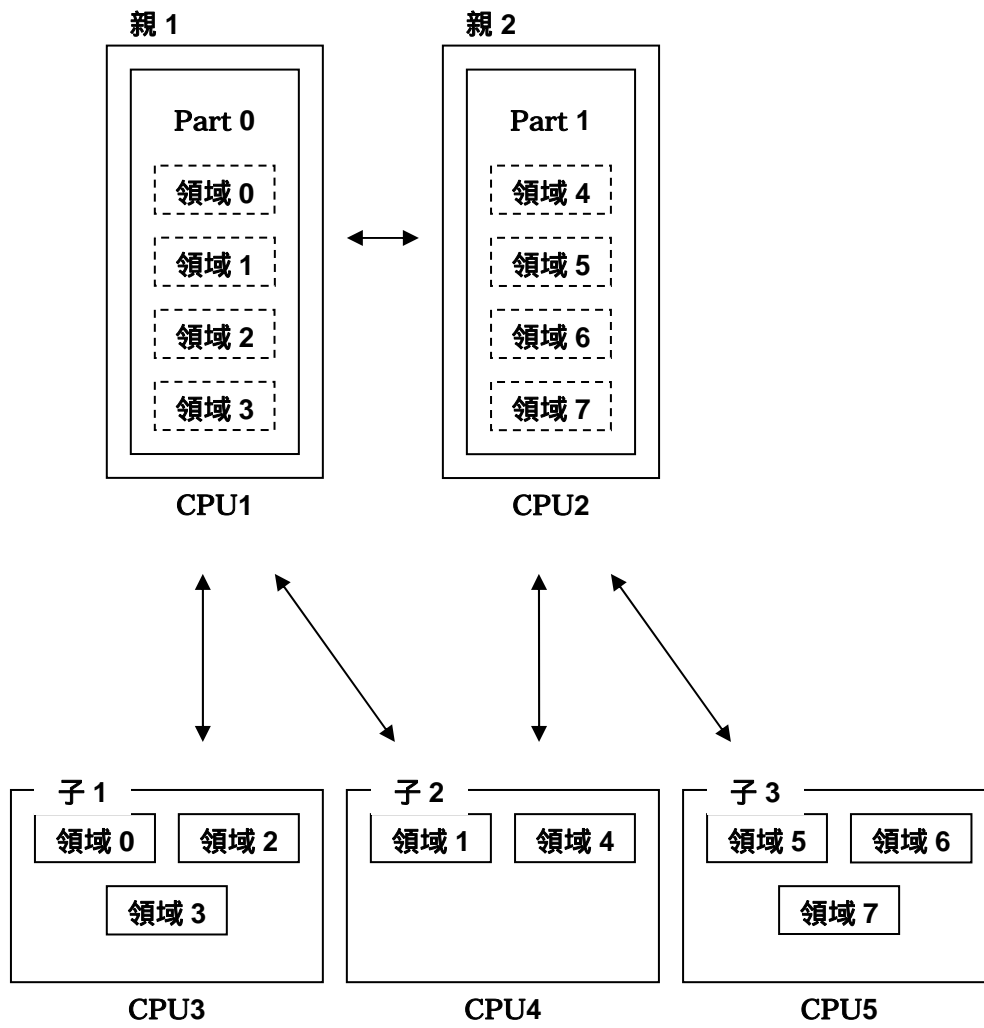 親 1
親 2
Part 0
Part 1
領域 0
領域 4
領域 1
領域 5
領域 2
領域 6
領域 3
領域 7
CPU1
CPU2
子 1
子 2
子 3
領域 0
領域 2
領域 1
領域 4
領域 5
領域 6
領域 3
領域 7
CPU3
CPU4
CPU5